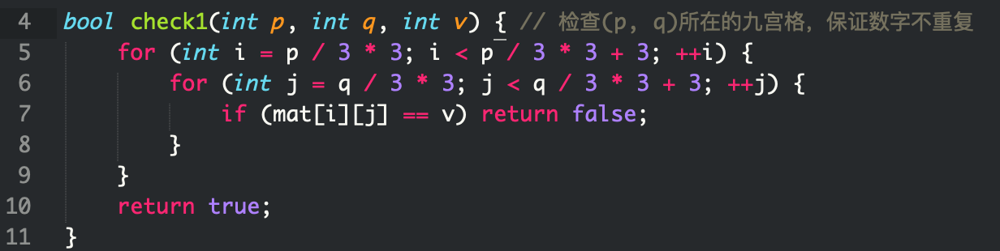 4 bool check1(int p, int q, int v) { // 检查(p, q)所在的九宫格，保证数字不重复
5     for (int i = p / 3 * 3; i < p / 3 * 3 + 3; ++i) {
6         for (int j = q / 3 * 3; j < q / 3 * 3 + 3; ++j) {
7             if (mat[i][j] == v) return false;
8         }
9     }
10     return true;
11 }